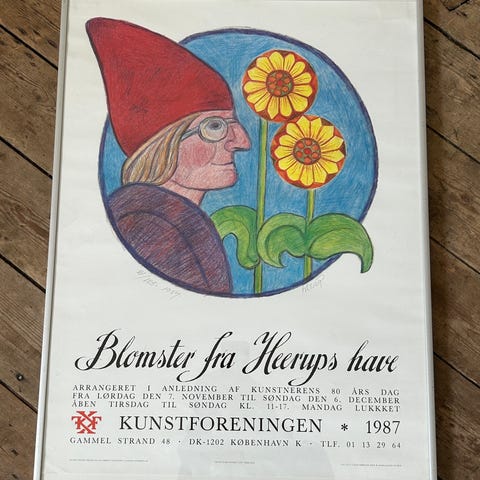 Blomster fra Heerups have
ARRANGERET I ANLEDNING AF KUNSTNERENS 80 ÅRS DAG
FRA LØRDAG DEN 7. NOVEMBER TIL SØNDAG DEN 6. DECEMBER
ÅBEN TIRSDAG TIL SØNDAG KL. 11-17. MANDAG LUKKKET
KUNSTFORENINGEN * 1987
GAMMEL STRAND 48 · DK-1202 KØBENHAVN K · TLF. 01 13 29 64